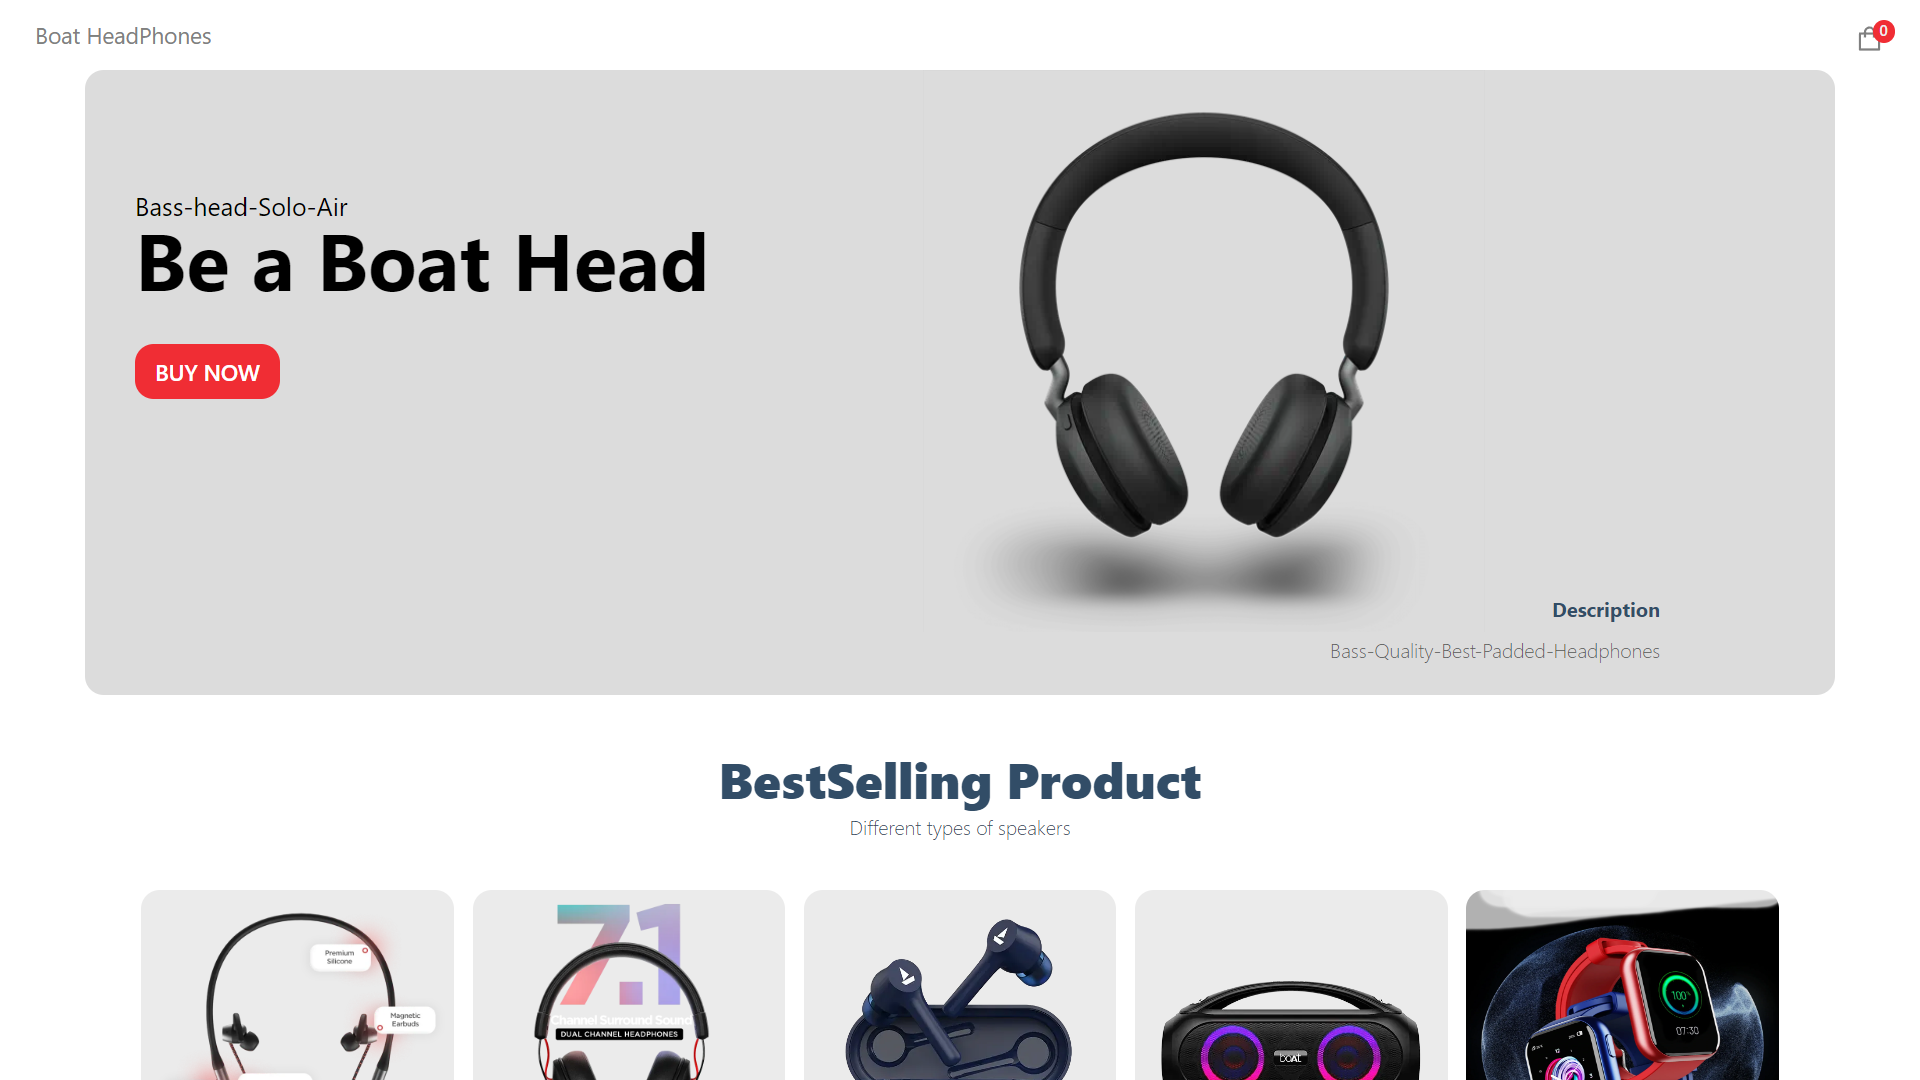 Boat HeadPhones
0
Bass-head-Solo-Air
Be a Boat Head
BUY NOW
Description
Bass-Quality-Best-Padded-Headphones
BestSelling Product
Different types of speakers
Premium
Silicone
Magnetic
Earbuds
7.1
Channel Surround Sound
DUAL CHANNEL HEADPHONES
boAt
100%
07:30